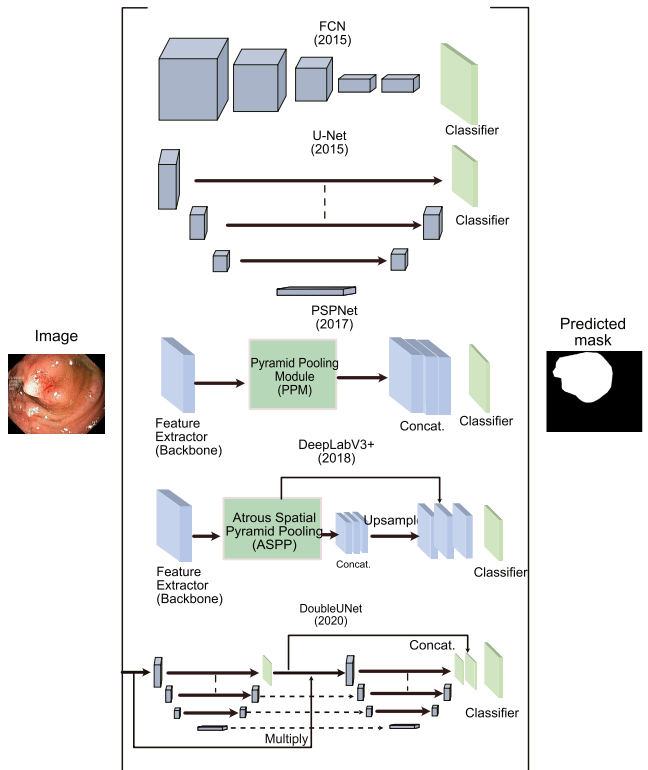 FCN
(2015)
Classifier
U-Net
(2015)
Classifier
PSPNet
(2017)
Image
Predicted
mask
Pyramid Pooling
Module
(PPM)
Feature
Extractor
(Backbone)
Concat.
Classifier
DeepLabV3+
(2018)
Atrous Spatial
Pyramid Pooling
(ASPP)
Upsample
Concat.
Feature
Extractor
(Backbone)
Classifier
DoubleUNet
(2020)
Concat.
Classifier
Multiply